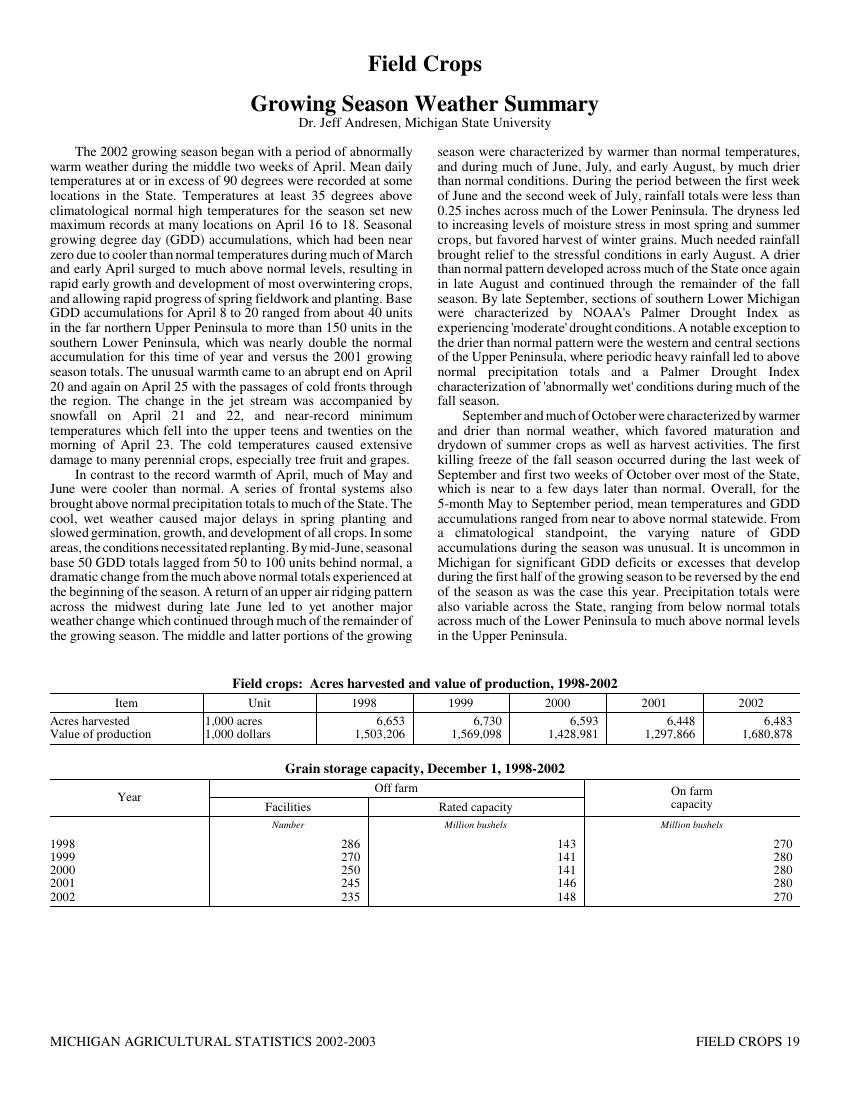 Field Crops
Growing Season Weather Summary
Dr. Jeff Andresen, Michigan State University
The 2002 growing season began with a period of abnormally
warm weather during the middle two weeks of April. Mean daily
temperatures at or in excess of 90 degrees were recorded at some
locations in the State. Temperatures at least 35 degrees above
climatological normal high temperatures for the season set new
maximum records at many locations on April 16 to 18. Seasonal
growing degree day (GDD) accumulations, which had been near
zero due to cooler than normal temperatures during much of March
and early April surged to much above normal levels, resulting in
rapid early growth and development of most overwintering crops,
and allowing rapid progress of spring fieldwork and planting. Base
GDD accumulations for April 8 to 20 ranged from about 40 units
in the far northern Upper Peninsula to more than 150 units in the
southern Lower Peninsula, which was nearly double the normal
accumulation for this time of year and versus the 2001 growing
season totals. The unusual warmth came to an abrupt end on April
20 and again on April 25 with the passages of cold fronts through
the region. The change in the jet stream was accompanied by
snowfall on April 21 and 22, and near-record minimum
temperatures which fell into the upper teens and twenties on the
morning of April 23. The cold temperatures caused extensive
damage to many perennial crops, especially tree fruit and grapes.
In contrast to the record warmth of April, much of May and
June were cooler than normal. A series of frontal systems also
brought above normal precipitation totals to much of the State. The
cool, wet weather caused major delays in spring planting and
slowed germination, growth, and development of all crops. In some
areas, the conditions necessitated replanting. By mid-June, seasonal
base 50 GDD totals lagged from 50 to 100 units behind normal, a
dramatic change from the much above normal totals experienced at
the beginning of the season. A return of an upper air ridging pattern
across the midwest during late June led to yet another major
weather change which continued through much of the remainder of
the growing season. The middle and latter portions of the growing
season were characterized by warmer than normal temperatures,
and during much of June, July, and early August, by much drier
than normal conditions. During the period between the first week
of June and the second week of July, rainfall totals were less than
0.25 inches across much of the Lower Peninsula. The dryness led
to increasing levels of moisture stress in most spring and summer
crops, but favored harvest of winter grains. Much needed rainfall
brought relief to the stressful conditions in early August. A drier
than normal pattern developed across much of the State once again
in late August and continued through the remainder of the fall
season. By late September, sections of southern Lower Michigan
were characterized by NOAA's Palmer Drought Index as
experiencing 'moderate' drought conditions. A notable exception to
the drier than normal pattern were the western and central sections
of the Upper Peninsula, where periodic heavy rainfall led to above
normal precipitation totals and a Palmer Drought Index
characterization of 'abnormally wet' conditions during much of the
fall season.
September and much of October were characterized by warmer
and drier than normal weather, which favored maturation and
drydown of summer crops as well as harvest activities. The first
killing freeze of the fall season occurred during the last week of
September and first two weeks of October over most of the State,
which is near to a few days later than normal. Overall, for the
5-month May to September period, mean temperatures and GDD
accumulations ranged from near to above normal statewide. From
a climatological standpoint, the varying nature of GDD
accumulations during the season was unusual. It is uncommon in
Michigan for significant GDD deficits or excesses that develop
during the first half of the growing season to be reversed by the end
of the season as was the case this year. Precipitation totals were
also variable across the State, ranging from below normal totals
across much of the Lower Peninsula to much above normal levels
in the Upper Peninsula.
Field crops: Acres harvested and value of production, 1998-2002
Item Unit 1998 1999 2000 2001 2002
Acres harvested 1,000 acres 6,653 6,730 6,593 6,448 6,483
Value of production 1,000 dollars 1,503,206 1,569,098 1,428,981 1,297,866 1,680,878
Grain storage capacity, December 1, 1998-2002
Year Off farm On farm capacity
Facilities Rated capacity
Number Million bushels Million bushels
1998 286 143 270
1999 270 141 280
2000 250 141 280
2001 245 146 280
2002 235 148 270
MICHIGAN AGRICULTURAL STATISTICS 2002-2003 FIELD CROPS 19